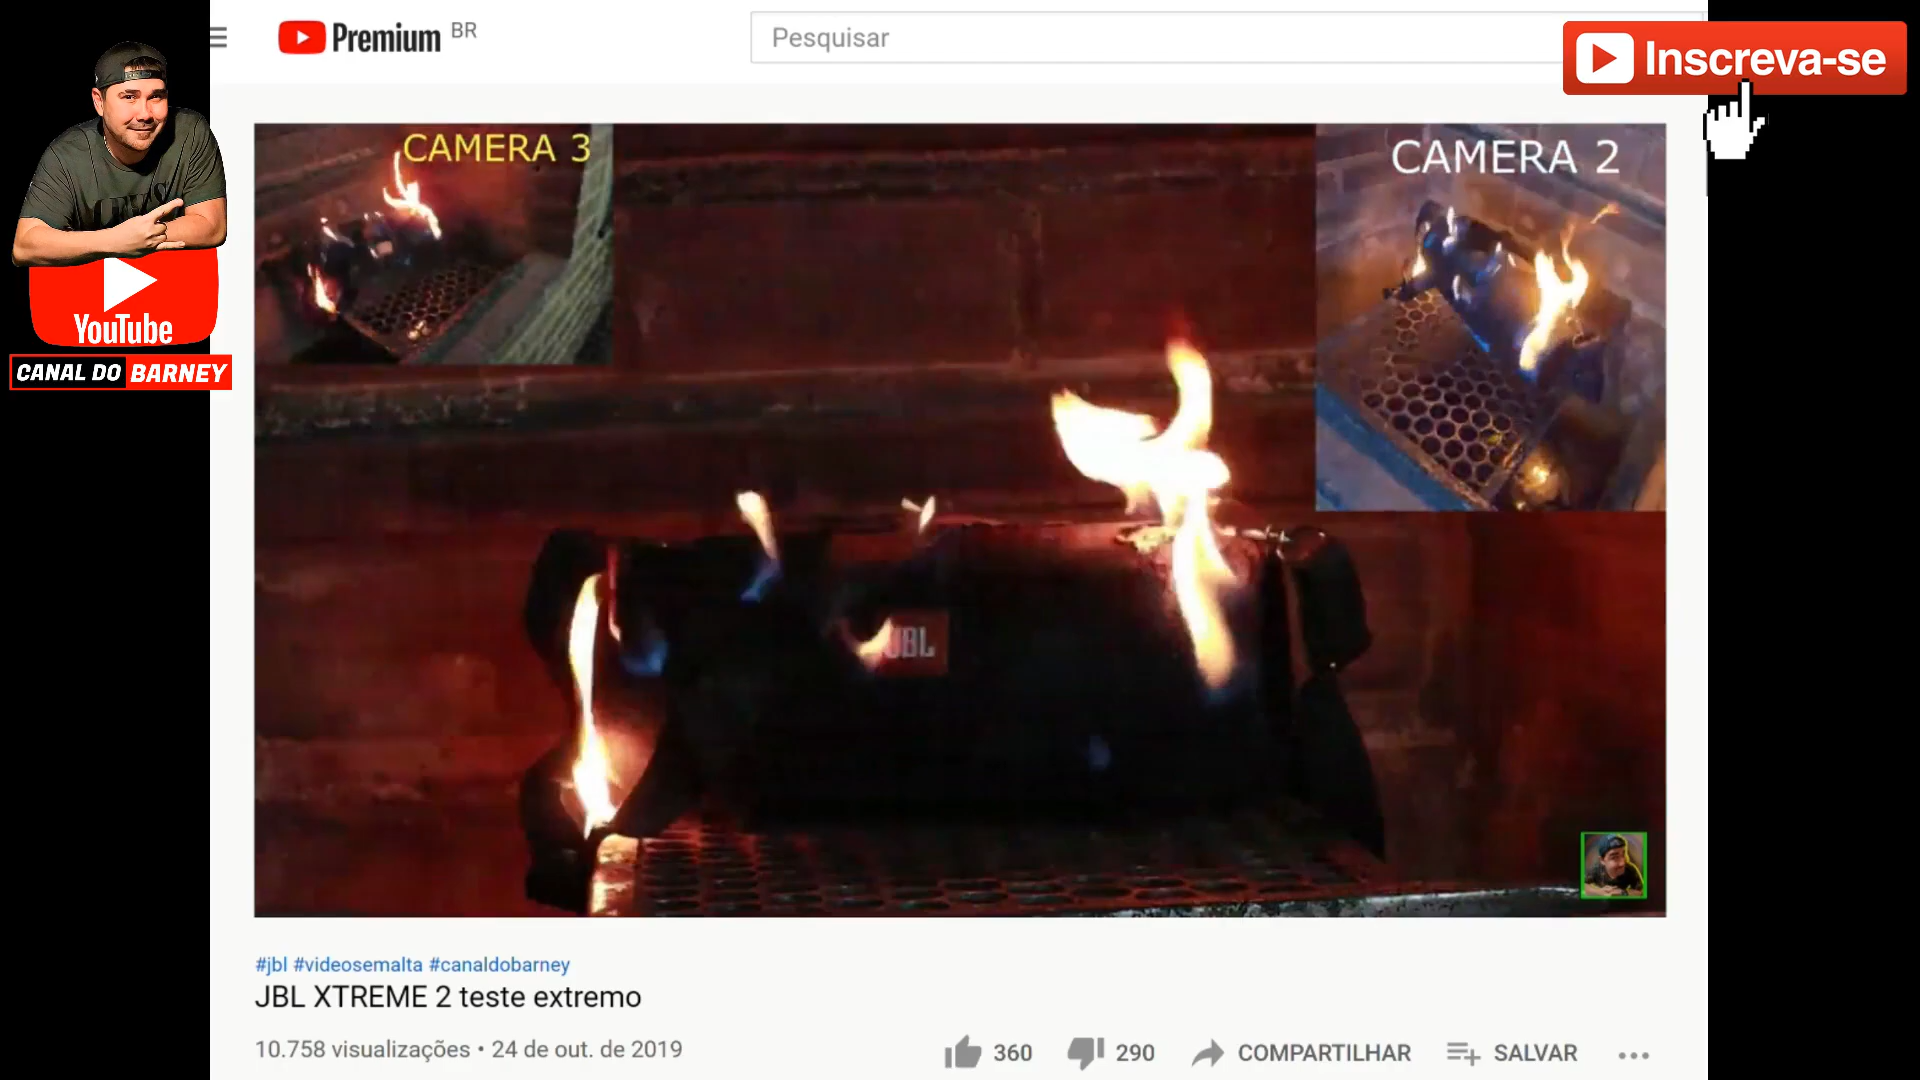 Premium BR
Pesquisar
Inscreva-se
CAMERA 3
CAMERA 2
YouTube
CANAL DO BARNEY
JBL
#jbl #videosemalta #canaldobarney
JBL XTREME 2 teste extremo
10.758 visualizações • 24 de out. de 2019
360
290
COMPARTILHAR
SALVAR